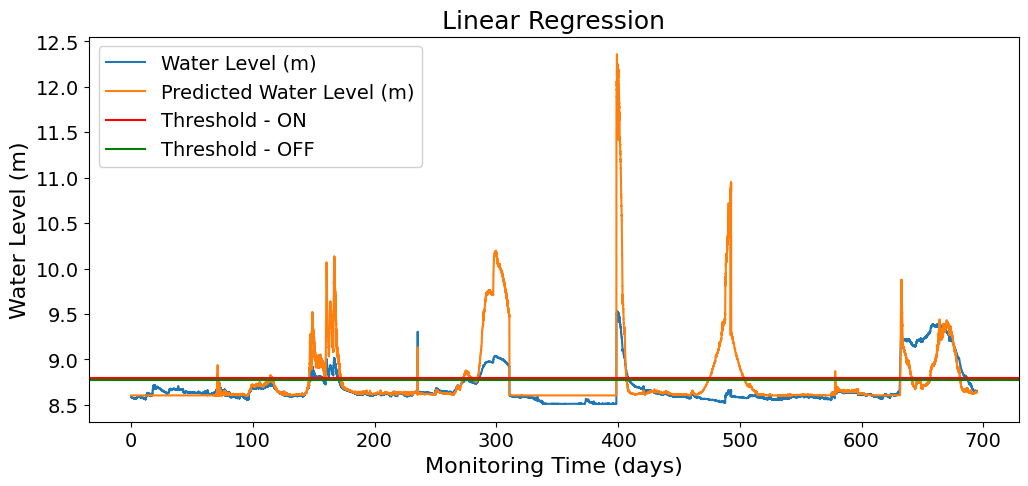 Linear Regression
Water Level (m)
Predicted Water Level (m)
Threshold - ON
Threshold - OFF
Water Level (m)
12.5
12.0
11.5
11.0
10.5
10.0
9.5
9.0
8.5
0 100 200 300 400 500 600 700
Monitoring Time (days)